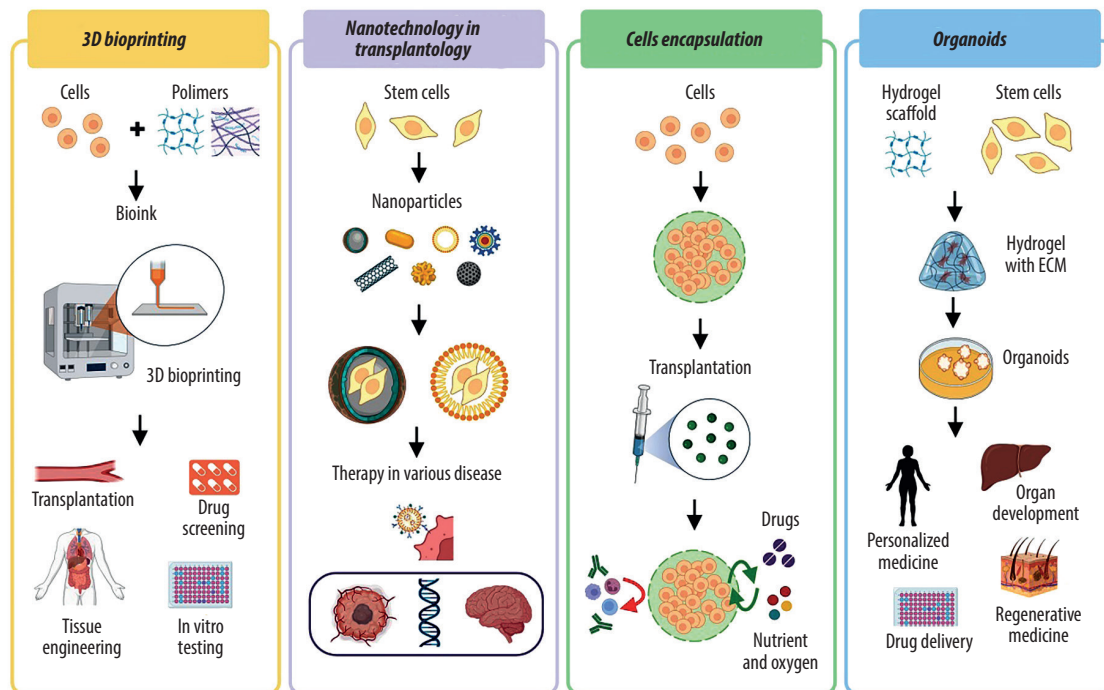 3D bioprinting
Cells
Polimers
Bioink
3D bioprinting
Transplantation
Drug
screening
Tissue
engineering
In vitro
testing
Nanotechnology in
transplantology
Stem cells
Nanoparticles
Therapy in various disease
Cells encapsulation
Cells
Transplantation
Drugs
Nutrient
and oxygen
Organoids
Hydrogel
scaffold
Stem cells
Hydrogel
with ECM
Organoids
Personalized
medicine
Organ
development
Drug delivery
Regenerative
medicine